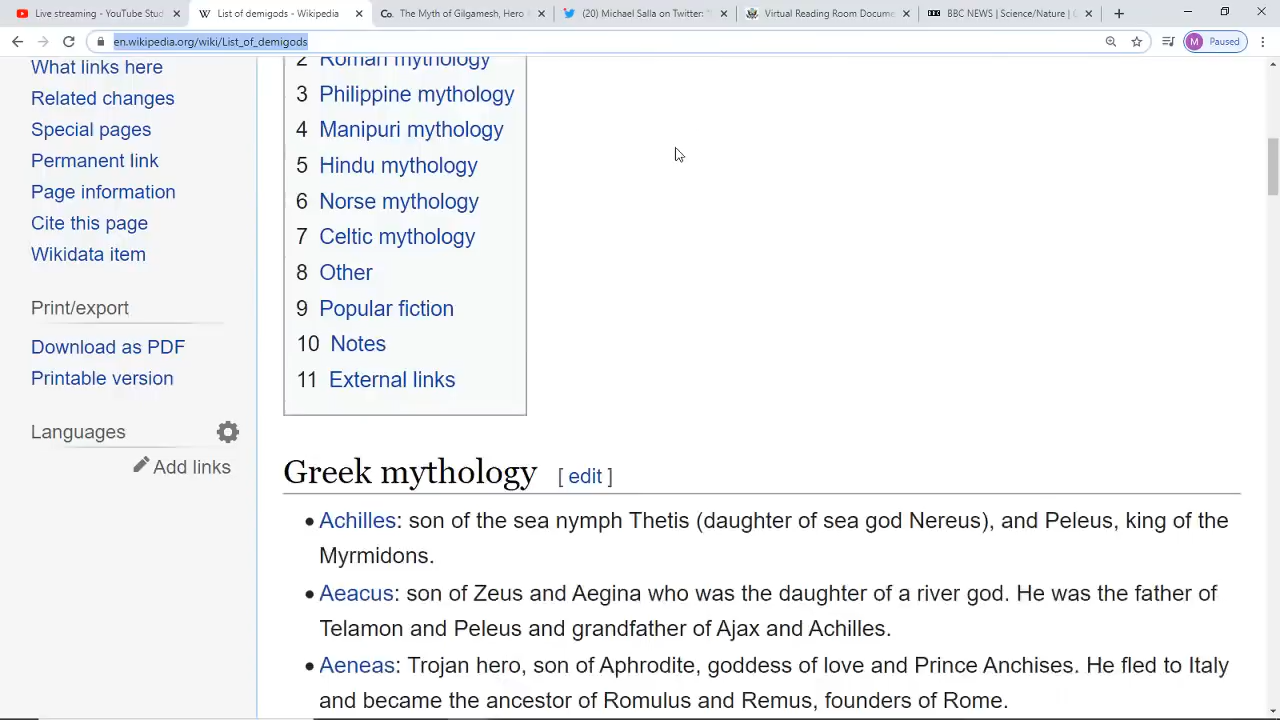 Live streaming - YouTube Stud
List of demigods - Wikipedia
The Myth of Gilgamesh, Hero
(20) Michael Salla on Twitter:
Virtual Reading Room Docume
BBC NEWS | Science/Nature |
en.wikipedia.org/wiki/List_of_demigods
M Paused
What links here
Related changes
Special pages
Permanent link
Page information
Cite this page
Wikidata item
Print/export
Download as PDF
Printable version
Languages
Add links
2 Roman mythology
3 Philippine mythology
4 Manipuri mythology
5 Hindu mythology
6 Norse mythology
7 Celtic mythology
8 Other
9 Popular fiction
10 Notes
11 External links
Greek mythology [ edit ]
• Achilles: son of the sea nymph Thetis (daughter of sea god Nereus), and Peleus, king of the
Myrmidons.
• Aeacus: son of Zeus and Aegina who was the daughter of a river god. He was the father of
Telamon and Peleus and grandfather of Ajax and Achilles.
• Aeneas: Trojan hero, son of Aphrodite, goddess of love and Prince Anchises. He fled to Italy
and became the ancestor of Romulus and Remus, founders of Rome.